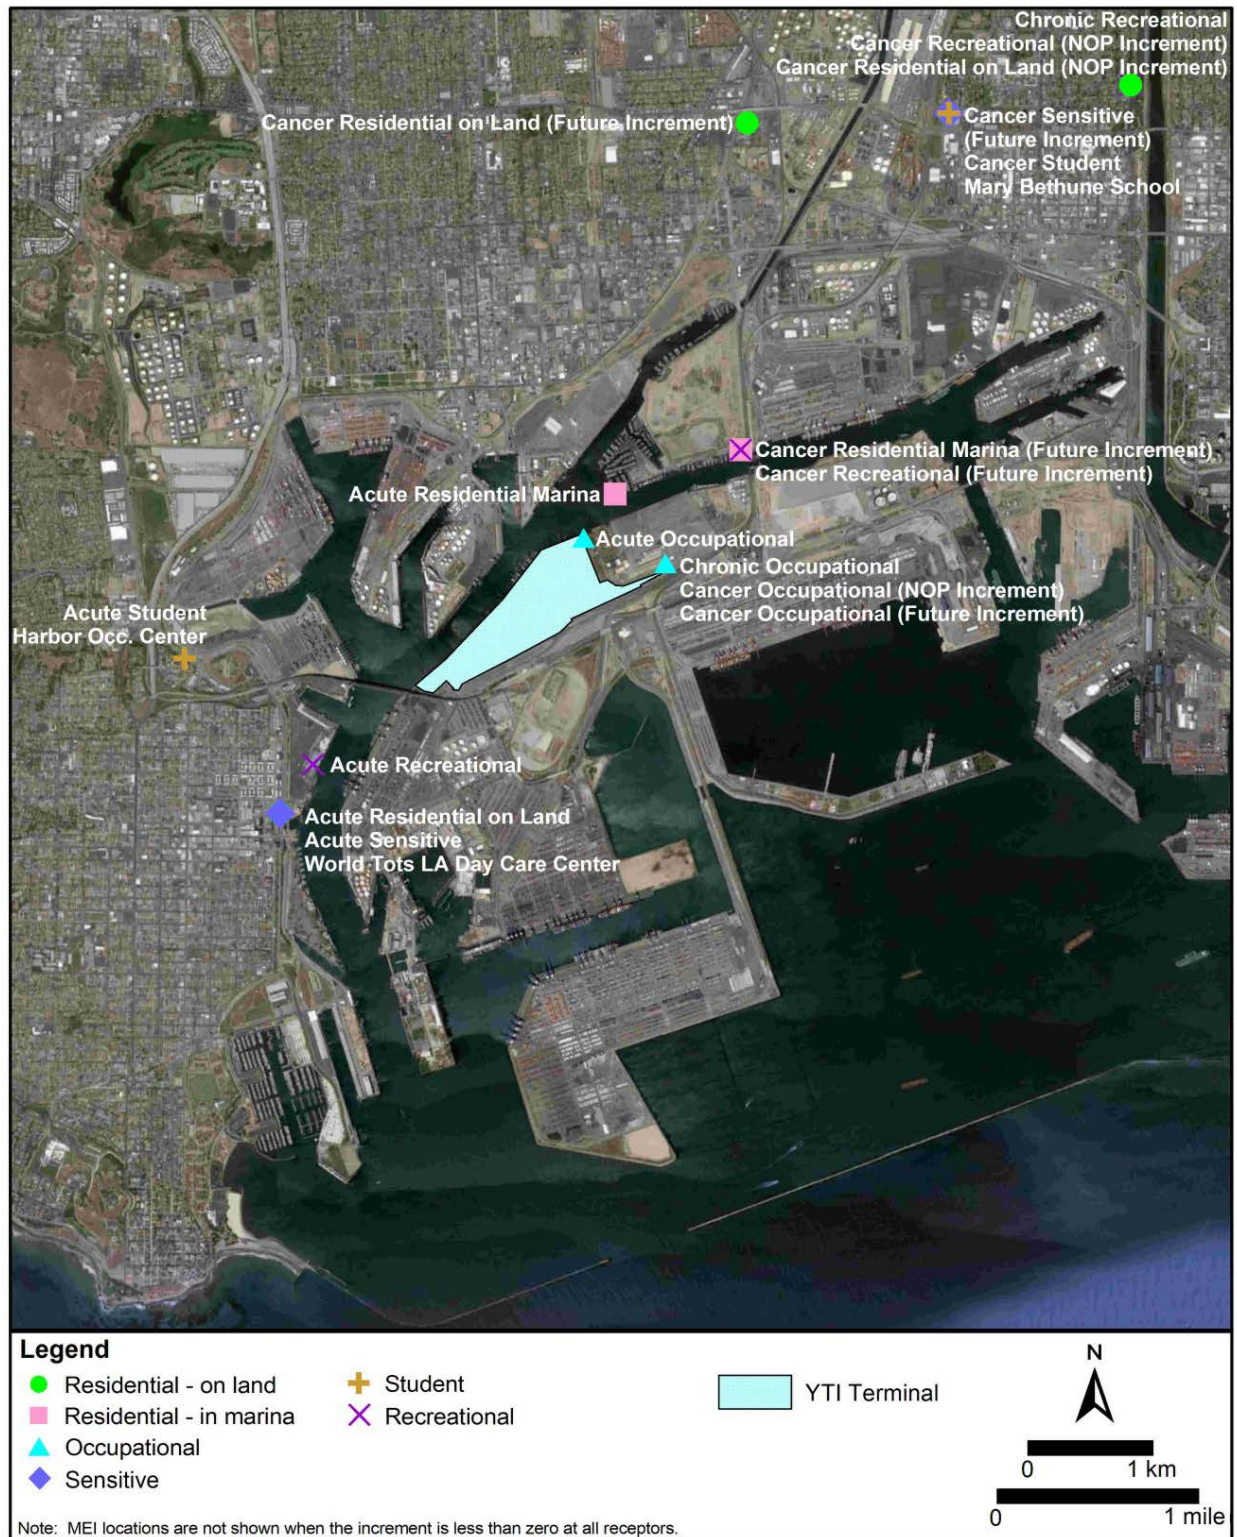 Chronic Recreational
Cancer Recreational (NOP Increment)
Cancer Residential on Land (NOP Increment)
Cancer Residential on Land (Future Increment)
Cancer Sensitive
(Future Increment)
Cancer Student
Mary Bethune School
Cancer Residential Marina (Future Increment)
Cancer Recreational (Future Increment)
Acute Residential Marina
Acute Occupational
Chronic Occupational
Cancer Occupational (NOP Increment)
Cancer Occupational (Future Increment)
Acute Student
Harbor Occ. Center
Acute Recreational
Acute Residential on Land
Acute Sensitive
World Tots LA Day Care Center
Legend
Residential - on land
Residential - in marina
Occupational
Sensitive
Student
Recreational
YTI Terminal
N
0 1 km
0 1 mile
Note: MEI locations are not shown when the increment is less than zero at all receptors.